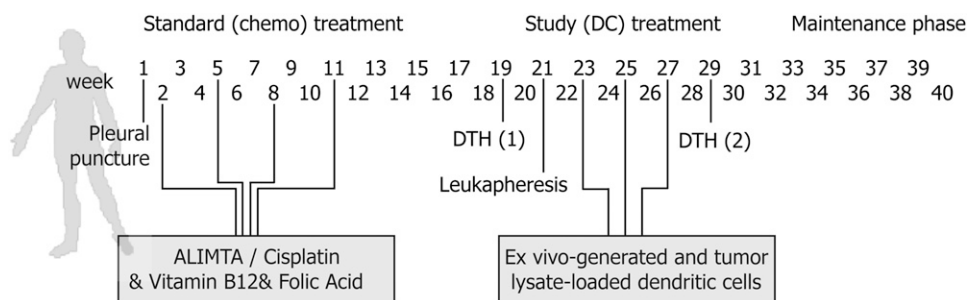 Standard (chemo) treatment Study (DC) treatment Maintenance phase
1 3 5 7 9 11 13 15 17 19 21 23 25 27 29 31 33 35 37 39
week
2 4 6 8 10 12 14 16 18 20 22 24 26 28 30 32 34 36 38 40
Pleural
puncture
DTH (1) DTH (2)
Leukapheresis
ALIMTA / Cisplatin
& Vitamin B12& Folic Acid
Ex vivo-generated and tumor
lysate-loaded dendritic cells